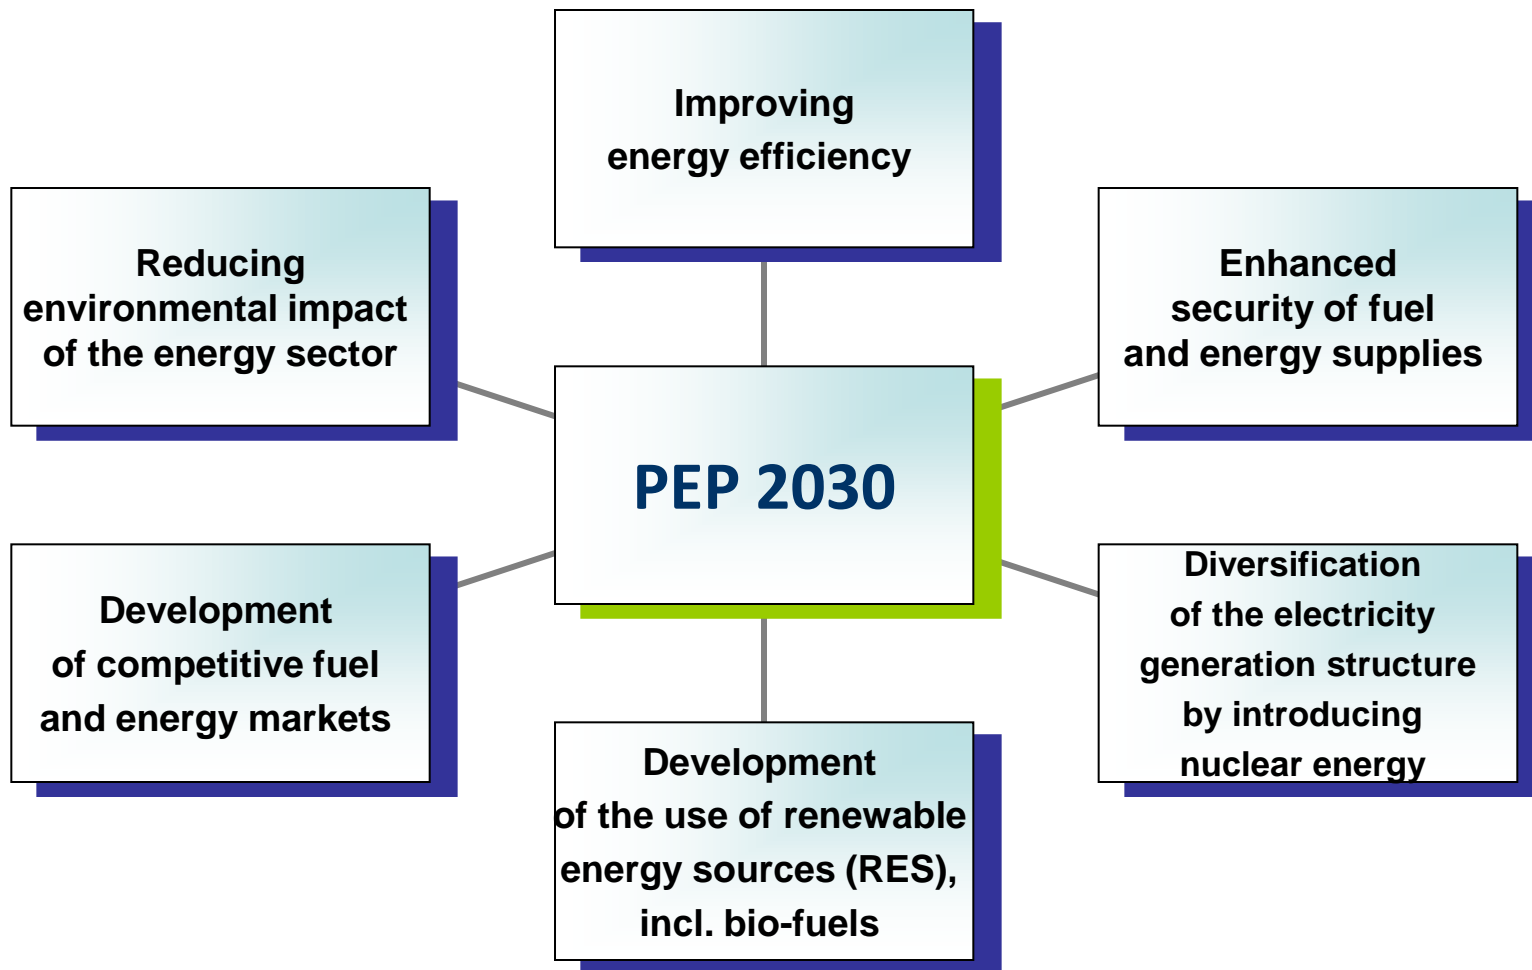 Improving
energy efficiency
Reducing
environmental impact
of the energy sector
Enhanced
security of fuel
and energy supplies
PEP 2030
Development
of competitive fuel
and energy markets
Diversification
of the electricity
generation structure
by introducing
nuclear energy
Development
of the use of renewable
energy sources (RES),
incl. bio-fuels